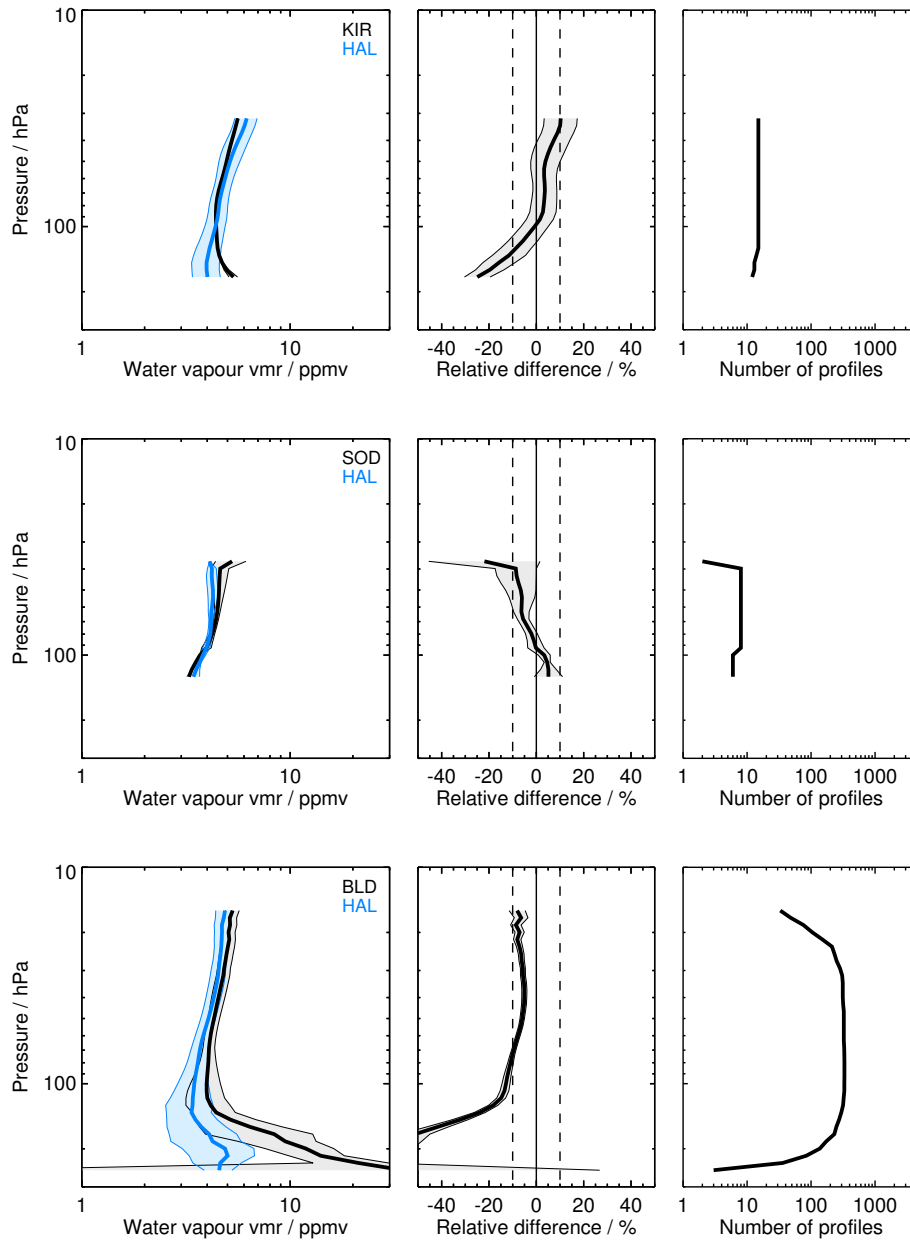 KIR
HAL
10
100
Pressure / hPa
1 10
Water vapour vmr / ppmv
-40 -20 0 20 40
Relative difference / %
1 10 100 1000
Number of profiles
SOD
HAL
10
100
Pressure / hPa
1 10
Water vapour vmr / ppmv
-40 -20 0 20 40
Relative difference / %
1 10 100 1000
Number of profiles
BLD
HAL
10
100
Pressure / hPa
1 10
Water vapour vmr / ppmv
-40 -20 0 20 40
Relative difference / %
1 10 100 1000
Number of profiles